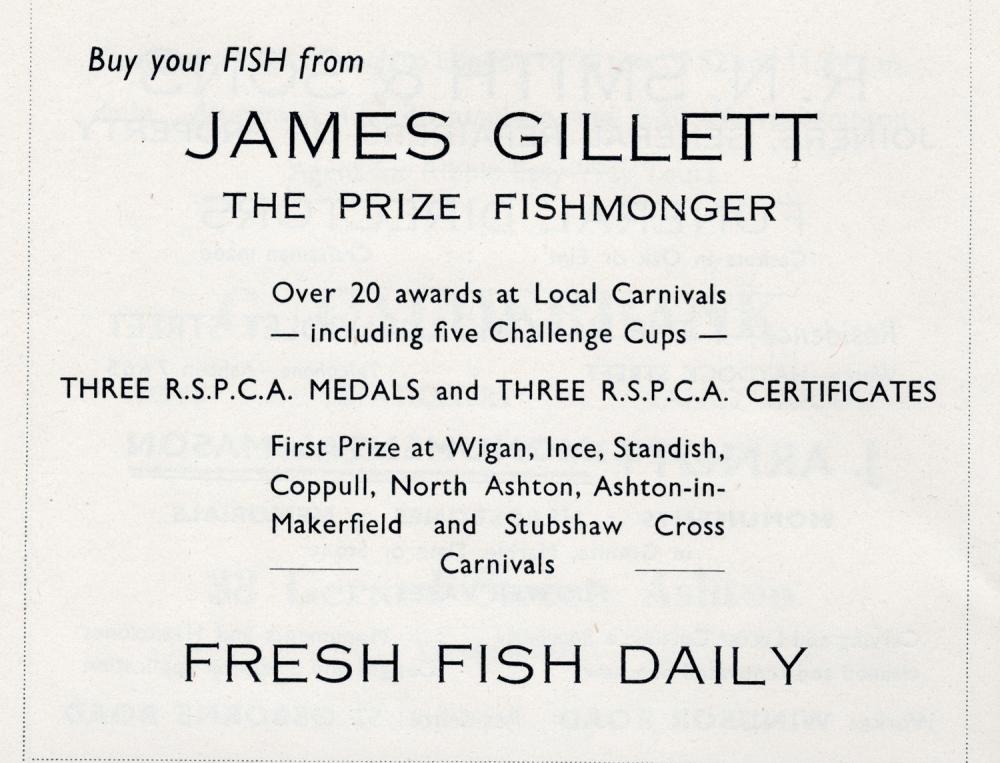 Buy your FISH from
JAMES GILLETT
THE PRIZE FISHMONGER
Over 20 awards at Local Carnivals
— including five Challenge Cups —
THREE R.S.P.C.A. MEDALS and THREE R.S.P.C.A. CERTIFICATES
First Prize at Wigan, Ince, Standish,
Coppull, North Ashton, Ashton-in-
Makerfield and Stubshaw Cross
Carnivals
FRESH FISH DAILY